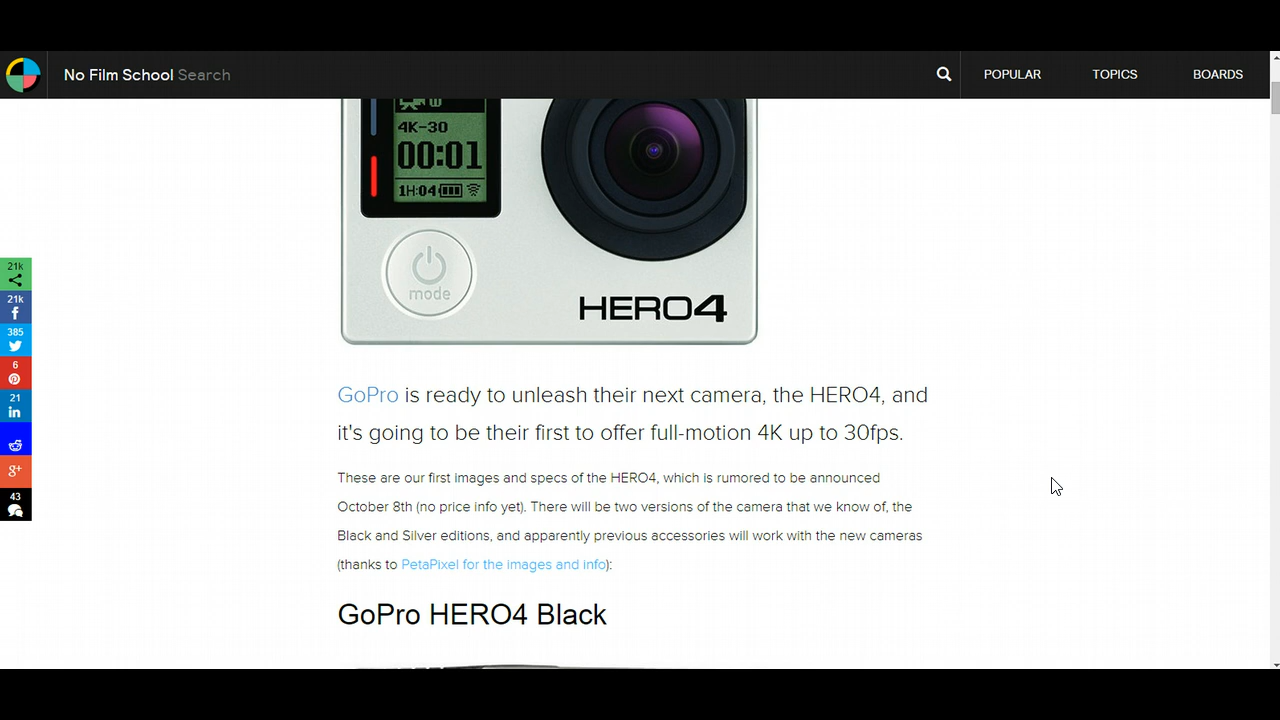 No Film School Search
POPULAR
TOPICS
BOARDS
W
4K-30
00:01
1H:04
mode
HERO4
21k
21k
f
385
6
21
in
g+
43
GoPro is ready to unleash their next camera, the HERO4, and
it's going to be their first to offer full-motion 4K up to 30fps.
These are our first images and specs of the HERO4, which is rumored to be announced
October 8th (no price info yet). There will be two versions of the camera that we know of, the
Black and Silver editions, and apparently previous accessories will work with the new cameras
(thanks to PetaPixel for the images and info):
GoPro HERO4 Black